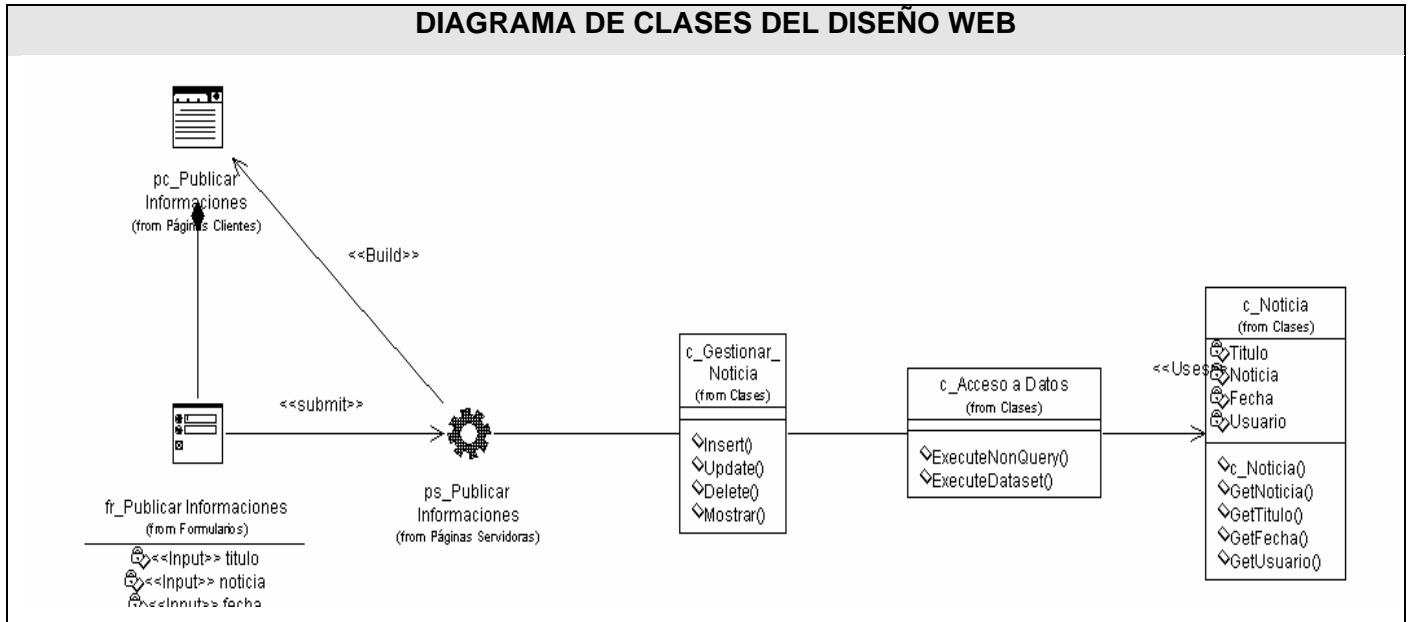 DIAGRAMA DE CLASES DEL DISEÑO WEB
pc_Publicar
Informaciones
(from Páginas Clientes)
<<Build>>
<<submit>>
fr_Publicar Informaciones
(from Formularios)
<<Input>> titulo
<<Input>> noticia
<<Input>> fecha
ps_Publicar
Informaciones
(from Páginas Servidoras)
c_Gestionar_
Noticia
(from Clases)
Insert()
Update()
Delete()
Mostrar()
c_Acceso a Datos
(from Clases)
ExecuteNonQuery()
ExecuteDataset()
<<Uses>>
c_Noticia
(from Clases)
Titulo
Noticia
Fecha
Usuario
c_Noticia()
GetNoticia()
GetTitulo()
GetFecha()
GetUsuario()